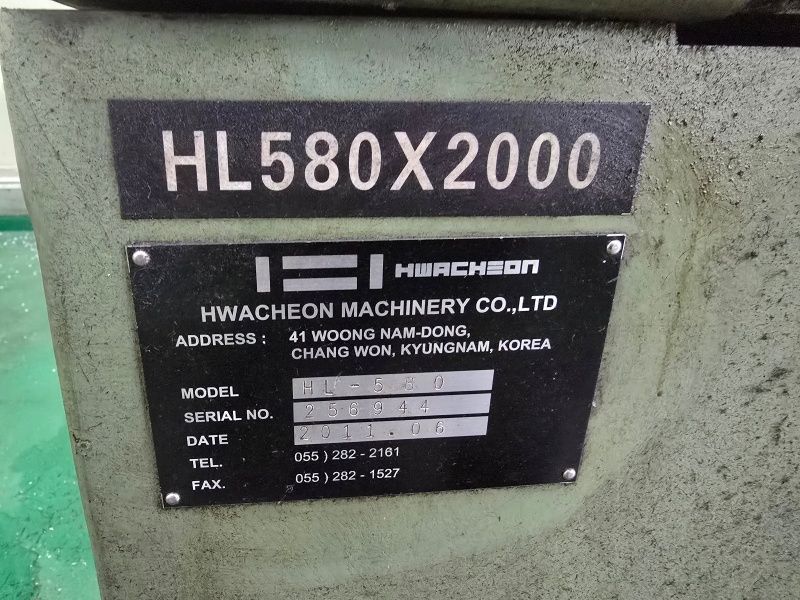 HL580X2000
HWACHEON
HWACHEON MACHINERY CO.,LTD
ADDRESS : 41 WOONG NAM-DONG,
CHANG WON, KYUNGNAM, KOREA
MODEL HL-580
SERIAL NO. 256944
DATE 2011.06
TEL. 055 ) 282 - 2161
FAX. 055 ) 282 - 1527